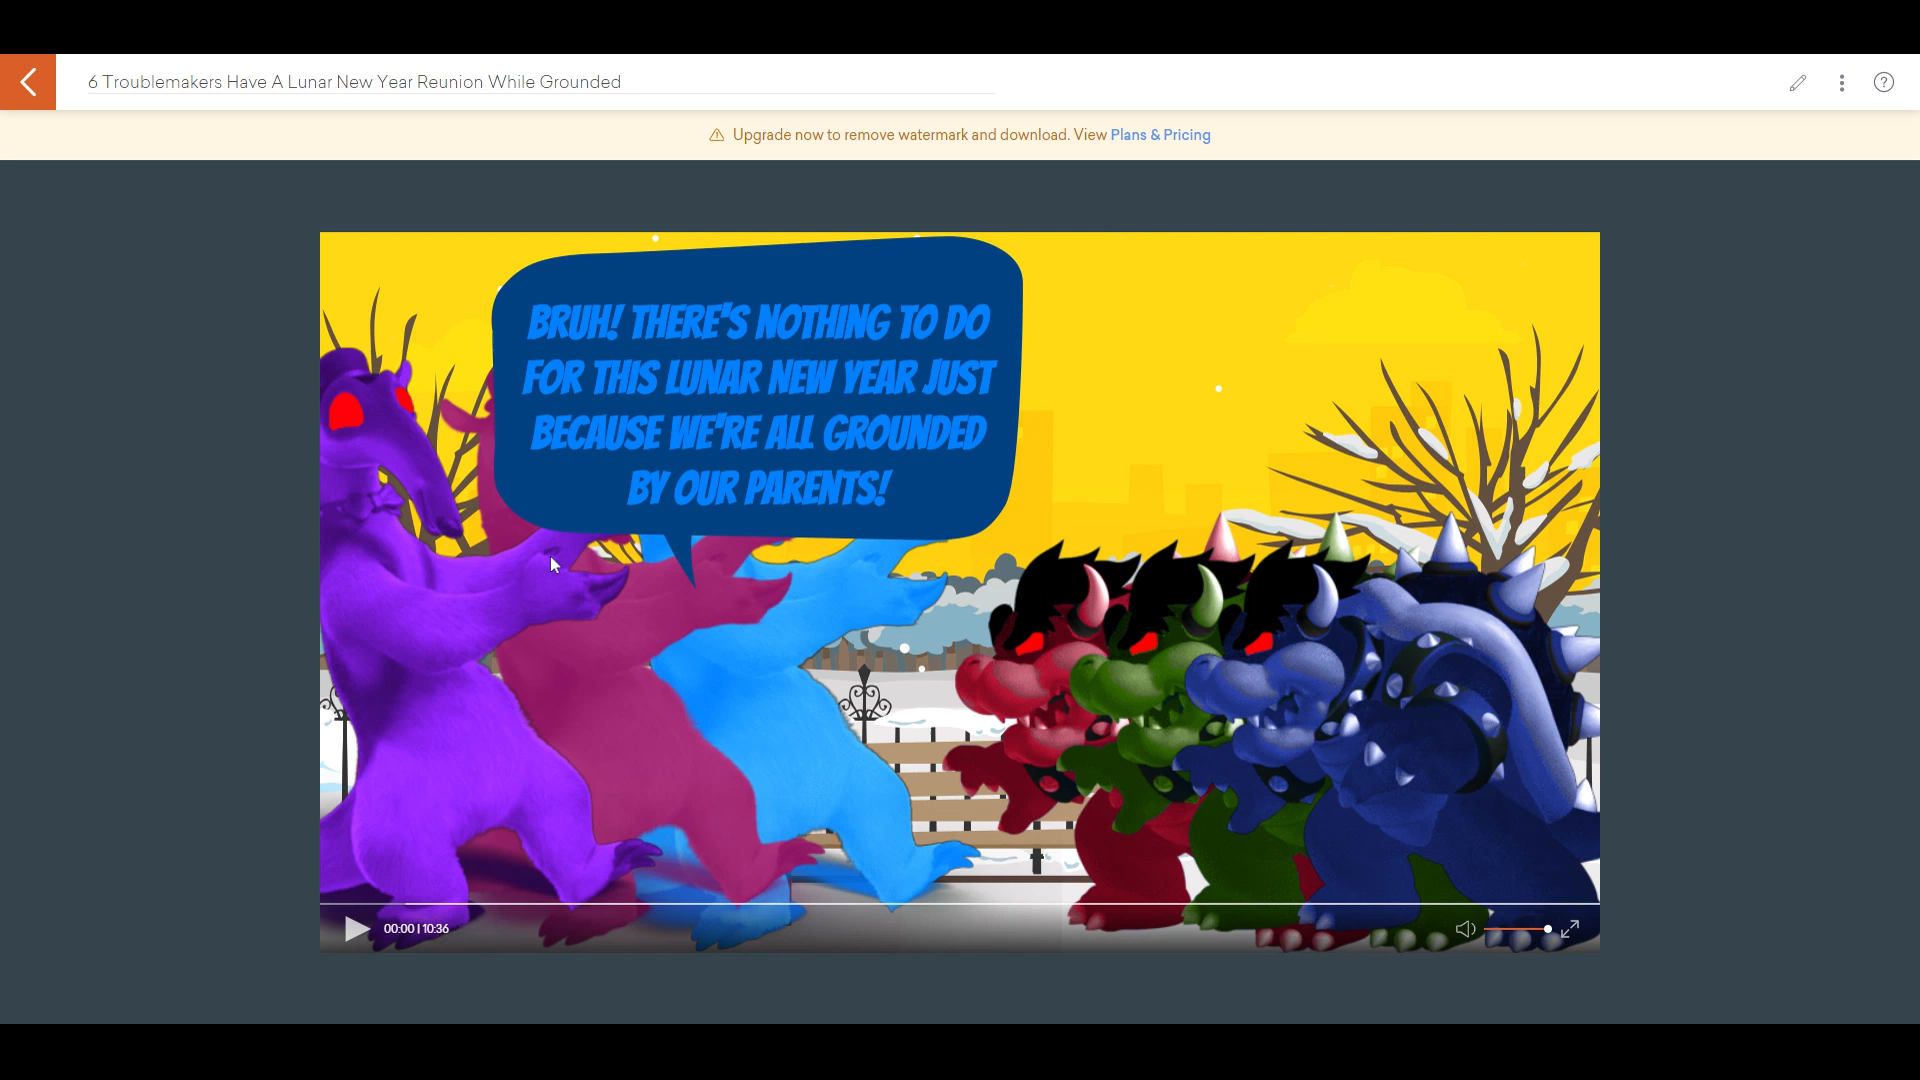 6 Troublemakers Have A Lunar New Year Reunion While Grounded
Upgrade now to remove watermark and download. View Plans & Pricing
BRUH! THERE'S NOTHING TO DO
FOR THIS LUNAR NEW YEAR JUST
BECAUSE WE'RE ALL GROUNDED
BY OUR PARENTS!
00:00 | 10:36